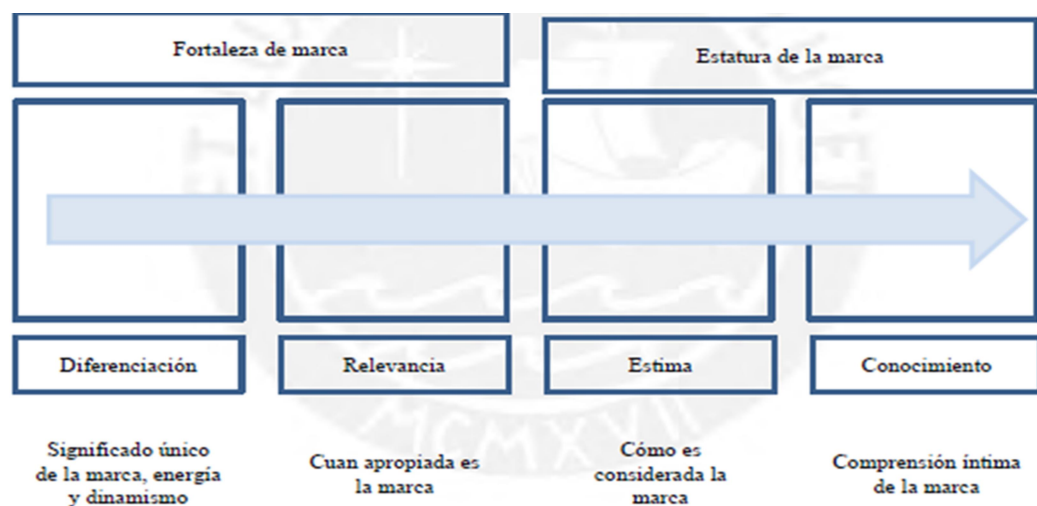 Fortaleza de marca
Estatura de la marca
Diferenciación
Relevancia
Estima
Conocimiento
Significado único
de la marca, energía
y dinamismo
Cuan apropiada es
la marca
Cómo es
considerada la
marca
Comprensión íntima
de la marca
MCMXVII